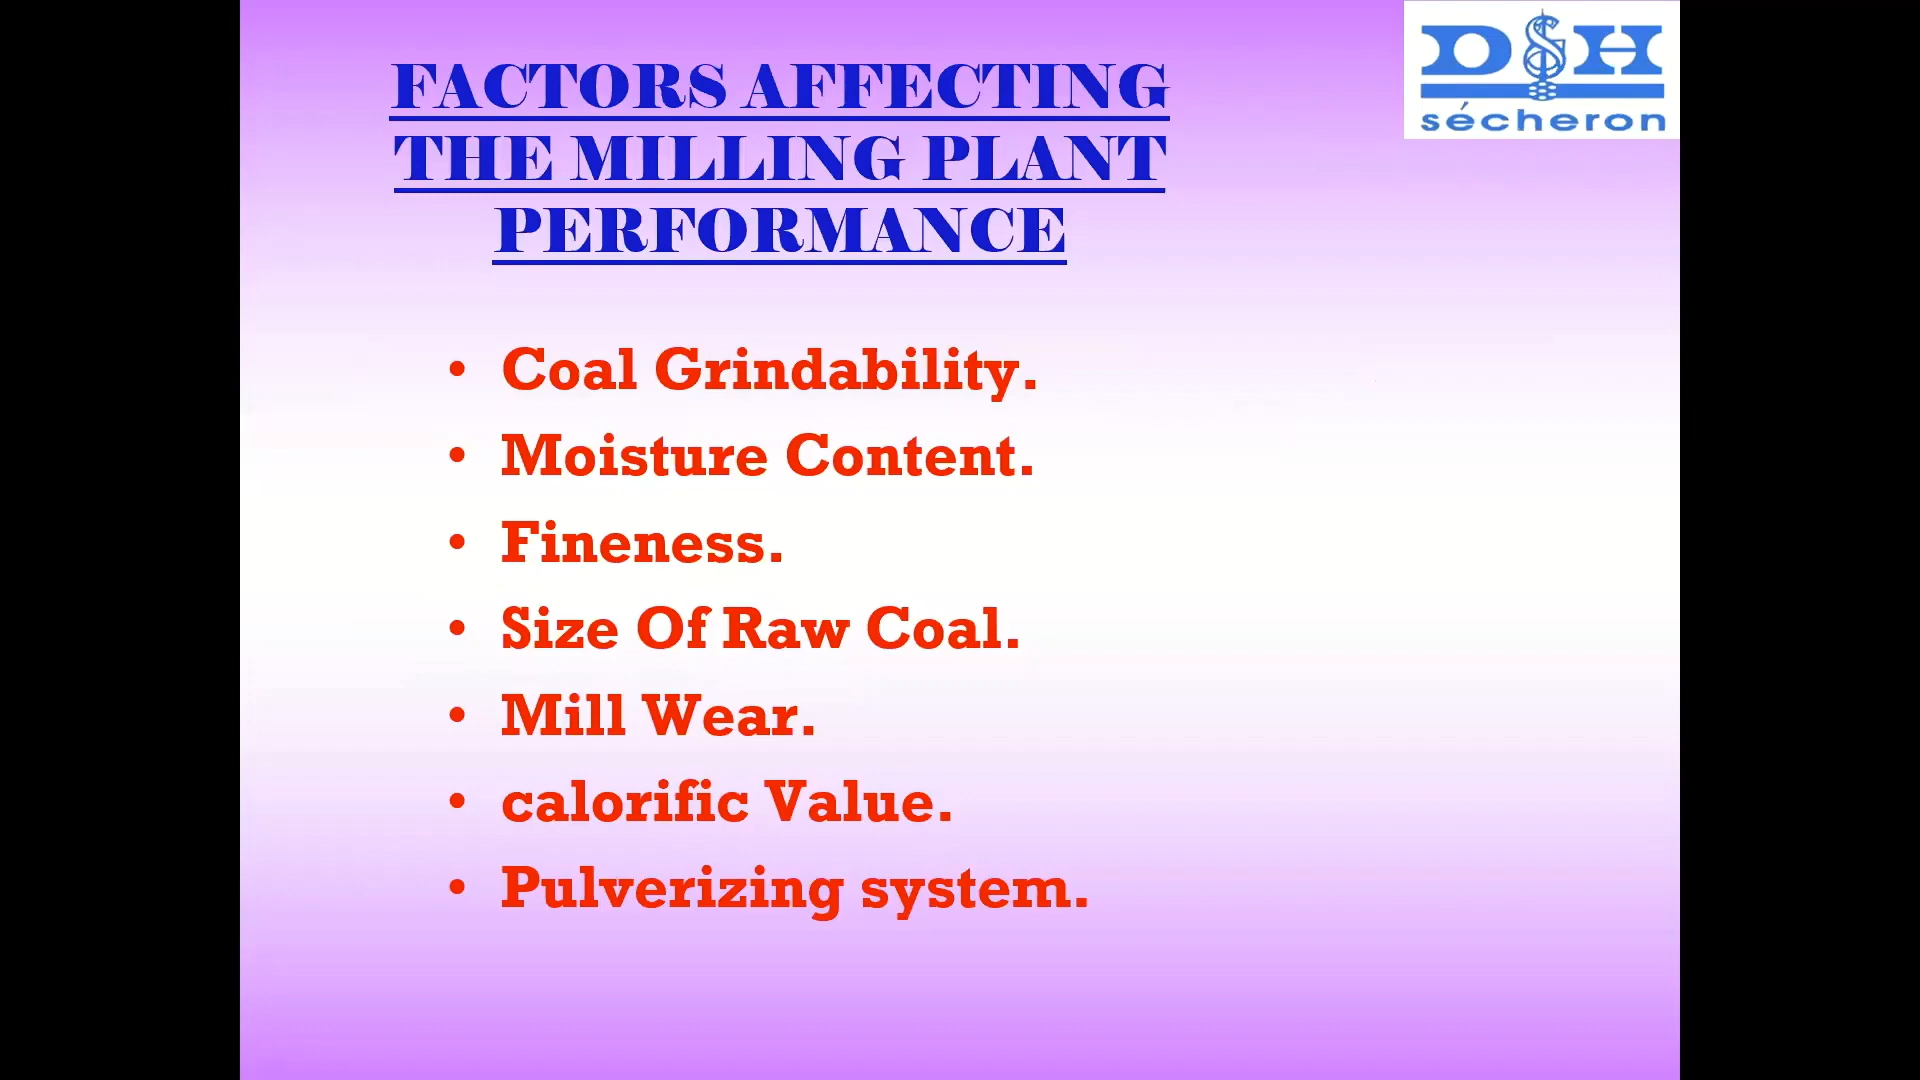 FACTORS AFFECTING
THE MILLING PLANT
PERFORMANCE
D&H
sécheron
• Coal Grindability.
• Moisture Content.
• Fineness.
• Size Of Raw Coal.
• Mill Wear.
• calorific Value.
• Pulverizing system.